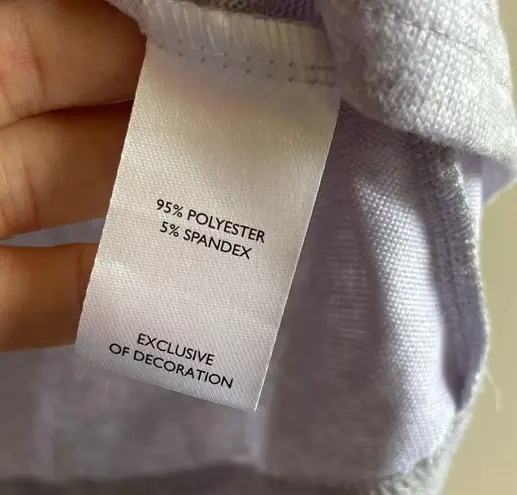 95% POLYESTER
5% SPANDEX
EXCLUSIVE
OF DECORATION